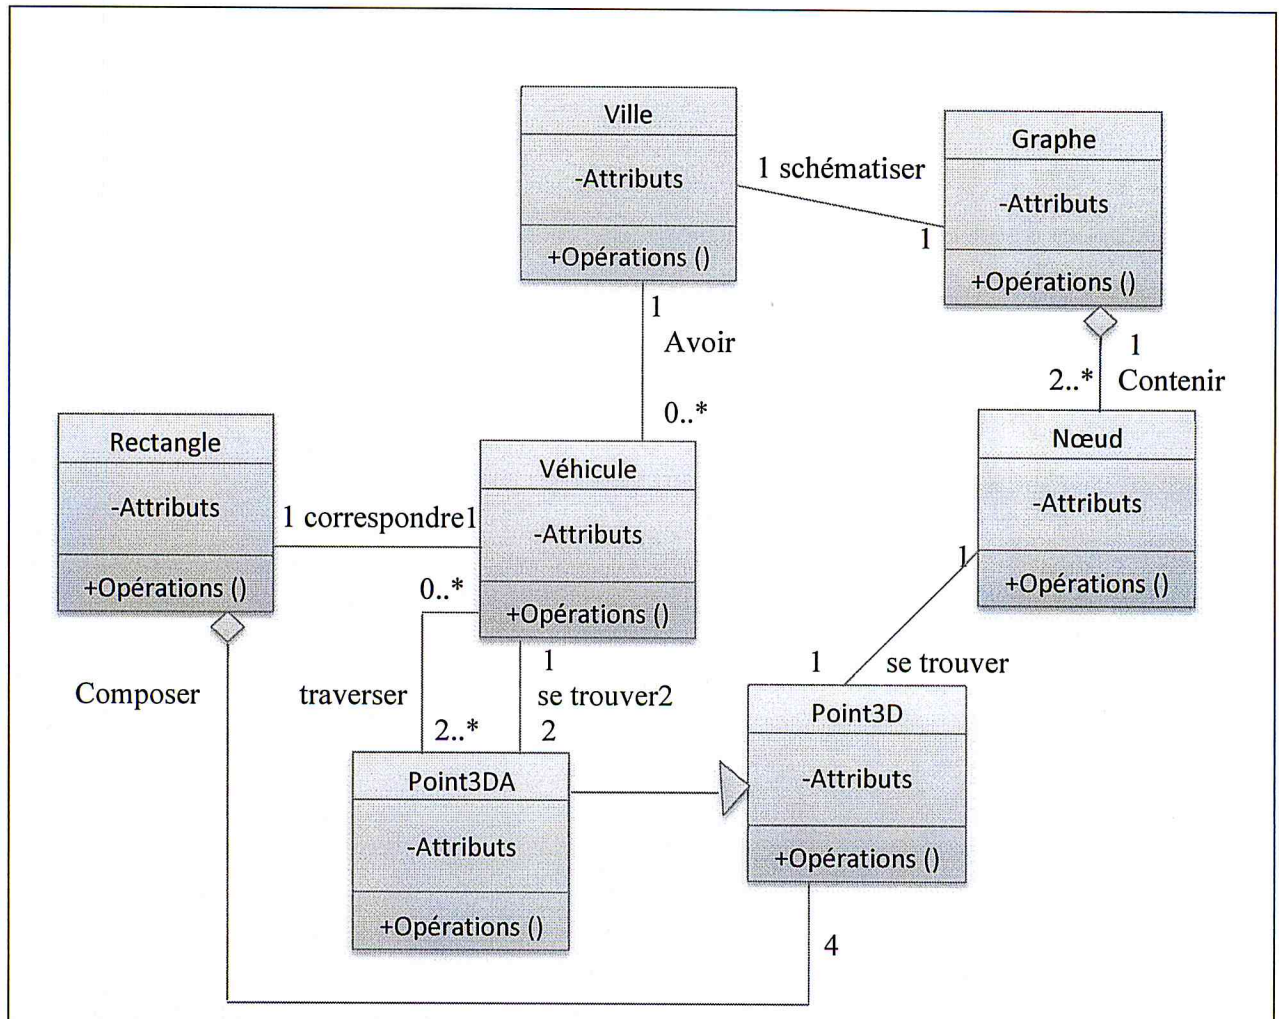 Ville
-Attributs
+Opérations ()
1 schématiser
1
Graphe
-Attributs
+Opérations ()
1
Avoir
0..*
1
2..* Contenir
Rectangle
-Attributs
+Opérations ()
1 correspondre1
Véhicule
-Attributs
+Opérations ()
Nœud
-Attributs
+Opérations ()
0..*
traverser
2..*
1
se trouver2
2
1
1
se trouver
Composer
Point3DA
-Attributs
+Opérations ()
Point3D
-Attributs
+Opérations ()
4